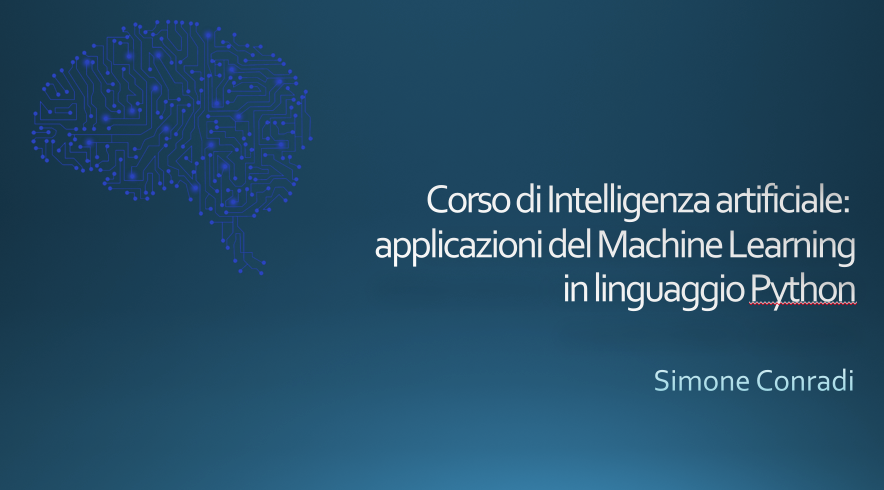 Corso di Intelligenza artificiale:
applicazioni del Machine Learning
in linguaggio Python
Simone Conradi